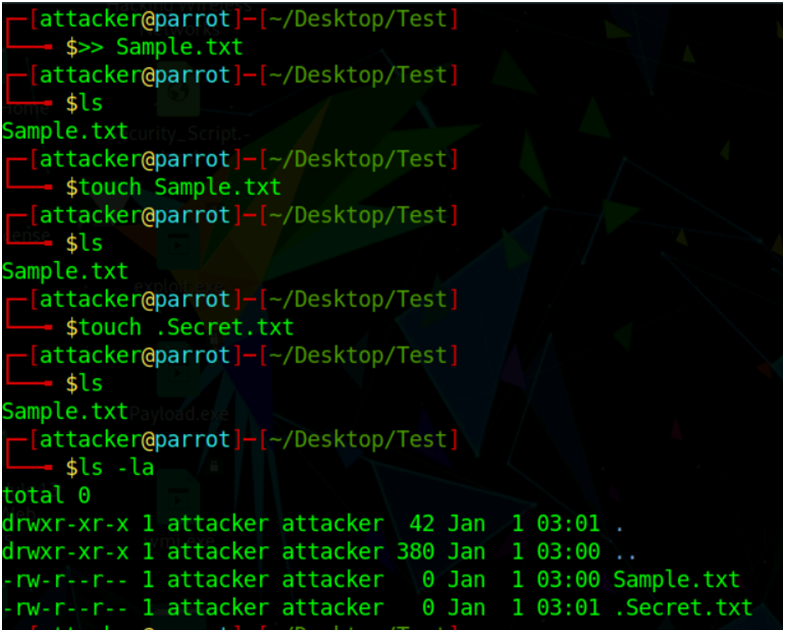 [attacker@parrot]-[~/Desktop/Test]
$>> Sample.txt
[attacker@parrot]-[~/Desktop/Test]
$ls
Sample.txt
[attacker@parrot]-[~/Desktop/Test]
$touch Sample.txt
[attacker@parrot]-[~/Desktop/Test]
$ls
Sample.txt
[attacker@parrot]-[~/Desktop/Test]
$touch .Secret.txt
[attacker@parrot]-[~/Desktop/Test]
$ls
Sample.txt
[attacker@parrot]-[~/Desktop/Test]
$ls -la
total 0
drwxr-xr-x 1 attacker attacker  42 Jan  1 03:01 .
drwxr-xr-x 1 attacker attacker 380 Jan  1 03:00 ..
-rw-r--r-- 1 attacker attacker   0 Jan  1 03:00 Sample.txt
-rw-r--r-- 1 attacker attacker   0 Jan  1 03:01 .Secret.txt